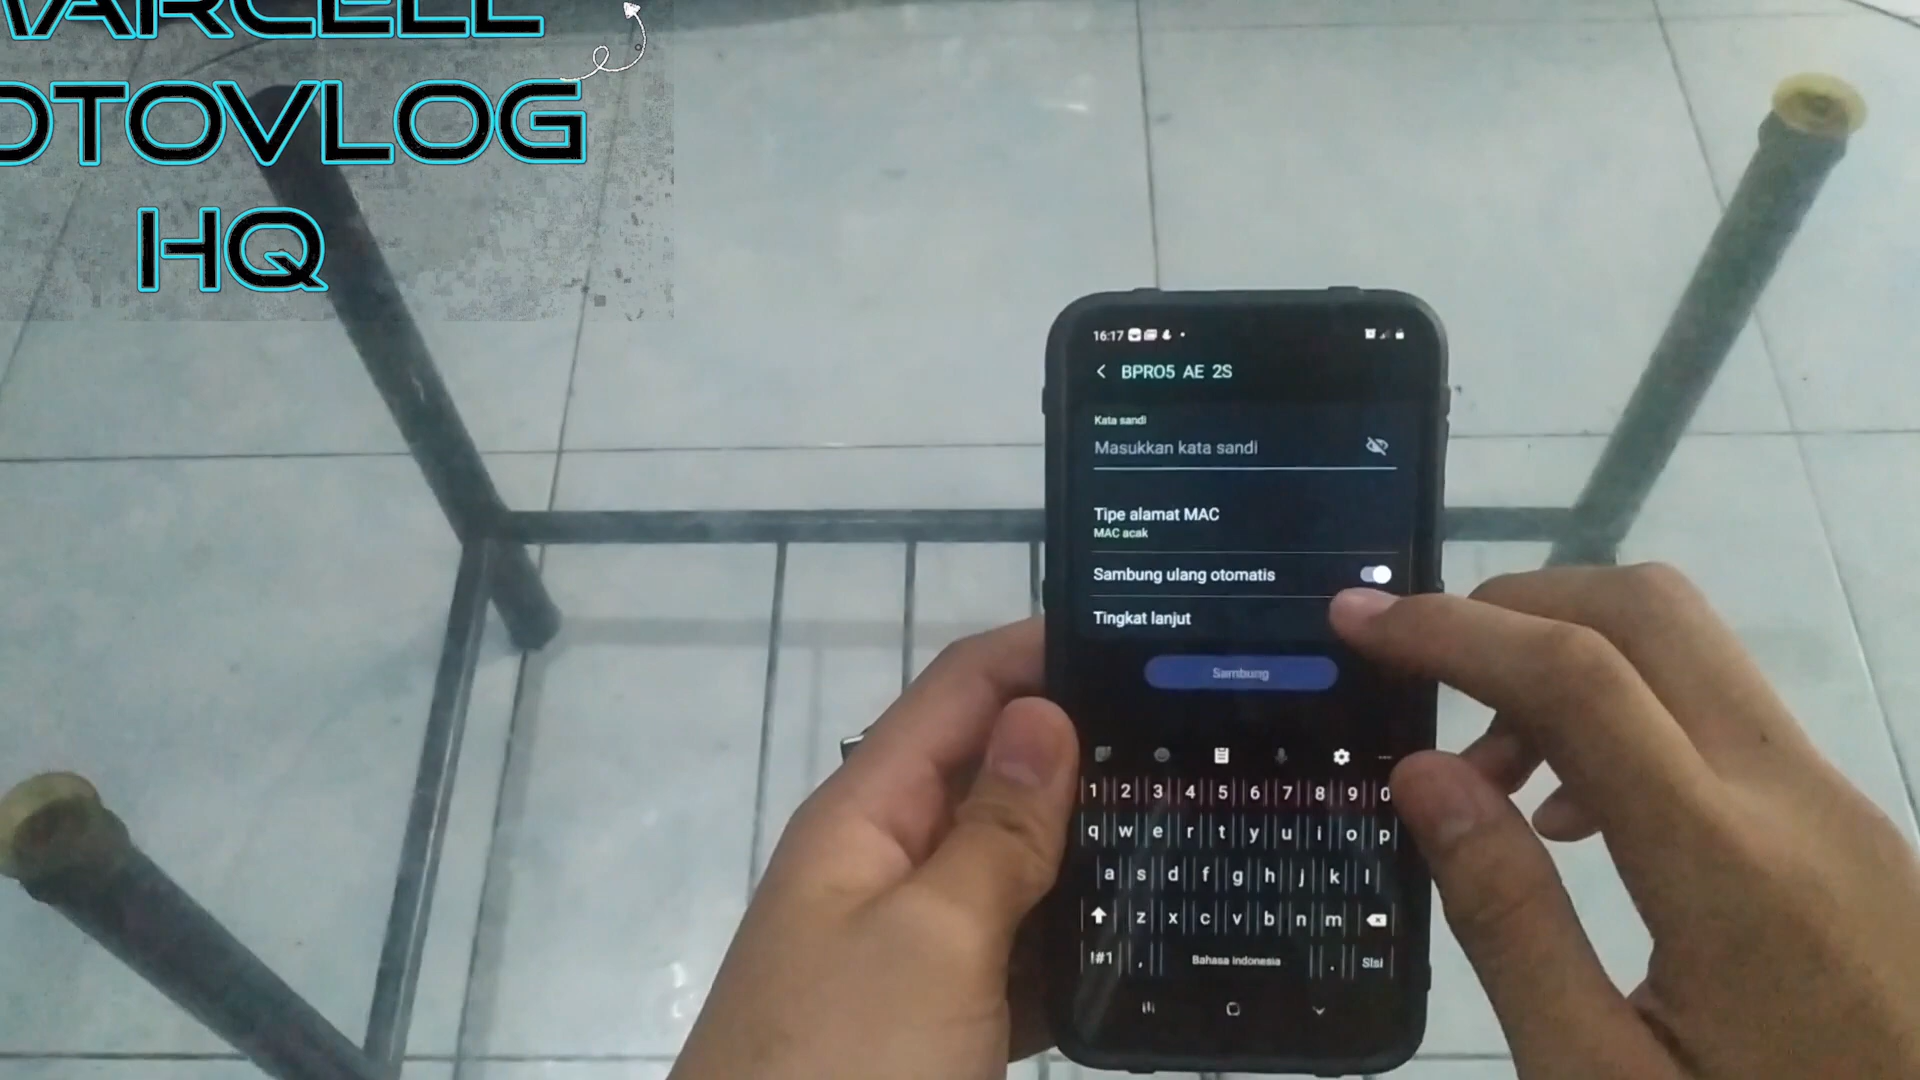 OTOVLOG
HQ
16:17
BPRO5 AE 2S
Kata sandi
Masukkan kata sandi
Tipe alamat MAC
MAC acak
Sambung ulang otomatis
Tingkat lanjut
Sambung
1 2 3 4 5 6 7 8 9 0
q w e r t y u i o p
a s d f g h j k l
z x c v b n m
!#1 , Bahasa Indonesia . Slsi